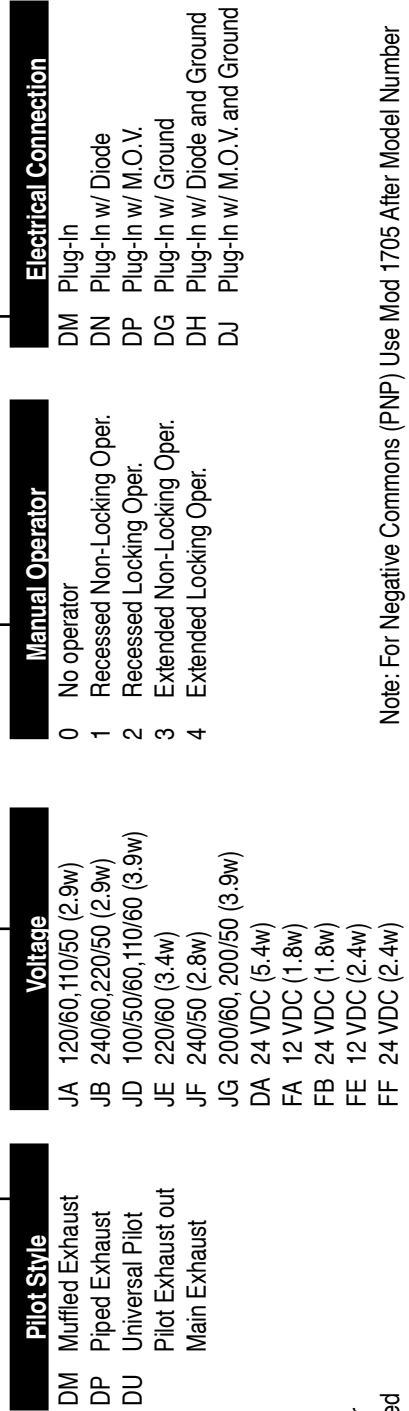 Pilot Style
DM Muffled Exhaust
DP Piped Exhaust
DU Universal Pilot
Pilot Exhaust out
Main Exhaust
Voltage
JA 120/60,110/50 (2.9w)
JB 240/60,220/50 (2.9w)
JD 100/50/60,110/60 (3.9w)
JE 220/60 (3.4w)
JF 240/50 (2.8w)
JG 200/60, 200/50 (3.9w)
DA 24 VDC (5.4w)
FA 12 VDC (1.8w)
FB 24 VDC (1.8w)
FE 12 VDC (2.4w)
FF 24 VDC (2.4w)
Manual Operator
0 No operator
1 Recessed Non-Locking Oper.
2 Recessed Locking Oper.
3 Extended Non-Locking Oper.
4 Extended Locking Oper.
Electrical Connection
DM Plug-In
DN Plug-In w/ Diode
DP Plug-In w/ M.O.V.
DG Plug-In w/ Ground
DH Plug-In w/ Diode and Ground
DJ Plug-In w/ M.O.V. and Ground
Note: For Negative Commons (PNP) Use Mod 1705 After Model Number